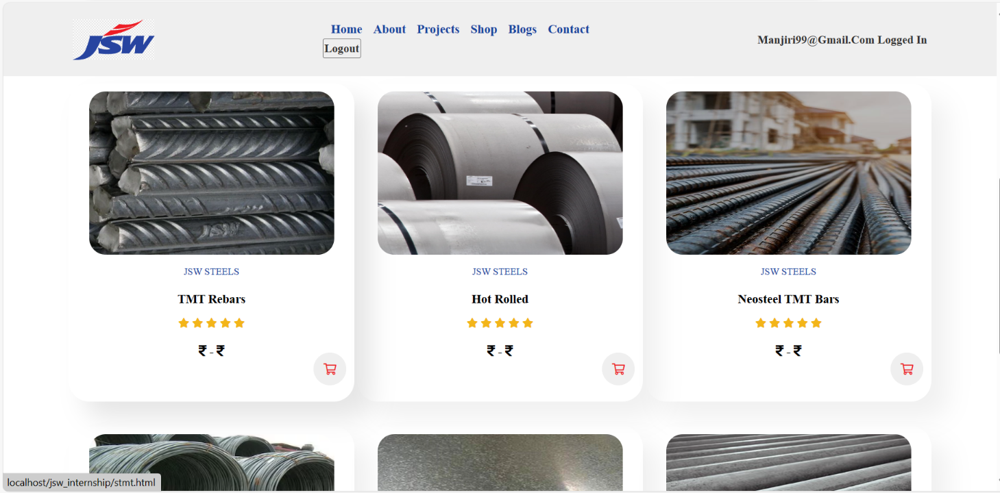 JSW
Home About Projects Shop Blogs Contact
Logout
Manjiri99@Gmail.Com Logged In
JSW
JSW STEELS
TMT Rebars
₹ - ₹
JSW STEELS
Hot Rolled
₹ - ₹
JSW STEELS
Neosteel TMT Bars
₹ - ₹
localhost/jsw_internship/stmt.html